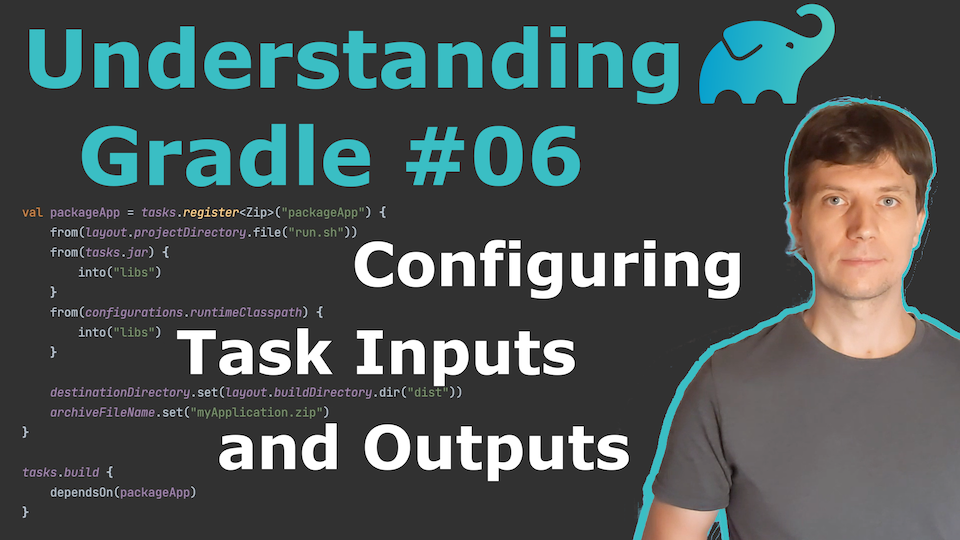 Understanding
Gradle #06
val packageApp = tasks.register<Zip>("packageApp") {
from(layout.projectDirectory.file("run.sh"))
from(tasks.jar) {
into("libs")
}
from(configurations.runtimeClasspath) {
into("libs")
}
destinationDirectory.set(layout.buildDirectory.dir("dist"))
archiveFileName.set("myApplication.zip")
}
tasks.build {
dependsOn(packageApp)
}
Configuring
Task Inputs
and Outputs